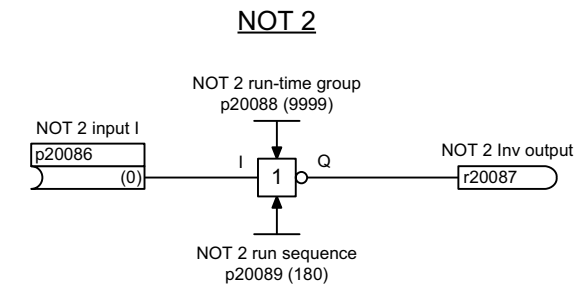 NOT 2
NOT 2 run-time group
p20088 (9999)
NOT 2 input I
p20086
(0)
I
1
Q
NOT 2 Inv output
r20087
NOT 2 run sequence
p20089 (180)